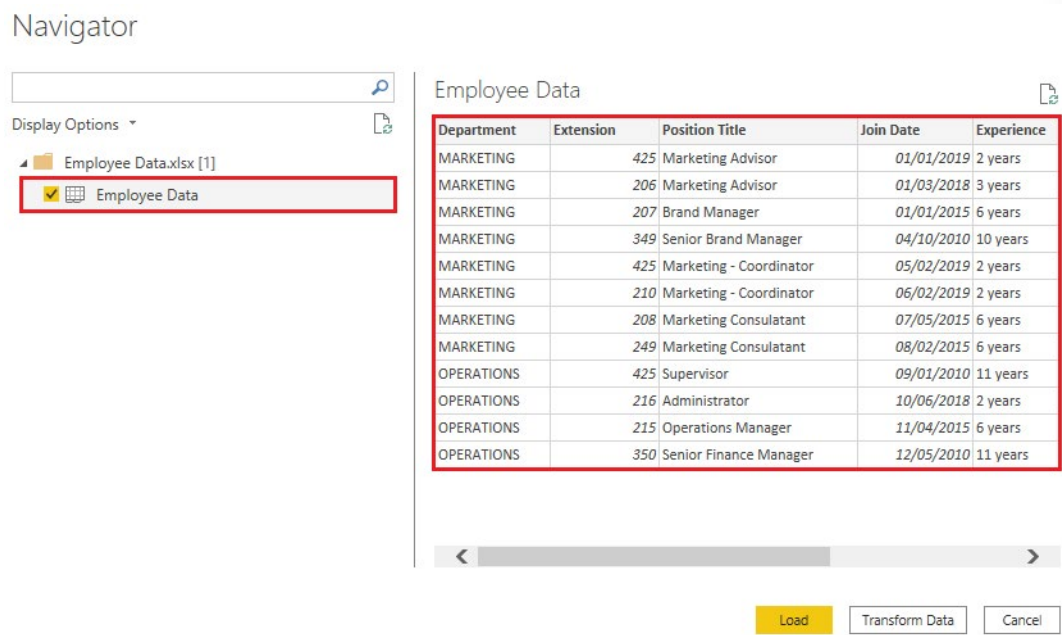 Navigator
Display Options
Employee Data.xlsx [1]
Employee Data
Employee Data
Department Extension Position Title Join Date Experience
MARKETING 425 Marketing Advisor 01/01/2019 2 years
MARKETING 206 Marketing Advisor 01/03/2018 3 years
MARKETING 207 Brand Manager 01/01/2015 6 years
MARKETING 349 Senior Brand Manager 04/10/2010 10 years
MARKETING 425 Marketing - Coordinator 05/02/2019 2 years
MARKETING 210 Marketing - Coordinator 06/02/2019 2 years
MARKETING 208 Marketing Consulatant 07/05/2015 6 years
MARKETING 249 Marketing Consulatant 08/02/2015 6 years
OPERATIONS 425 Supervisor 09/01/2010 11 years
OPERATIONS 216 Administrator 10/06/2018 2 years
OPERATIONS 215 Operations Manager 11/04/2015 6 years
OPERATIONS 350 Senior Finance Manager 12/05/2010 11 years
Load Transform Data Cancel